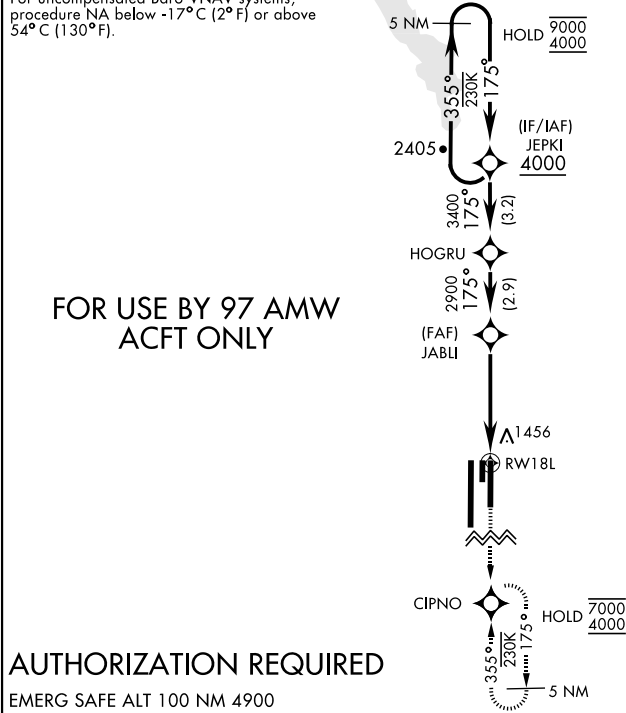 For uncompensated Baro-VNAV systems,
procedure NA below -17°C (2°F) or above
54°C (130°F).
5 NM
HOLD 9000
4000
355°
230K
175°
(IF/IAF)
JEPKI
4000
2405
3400
175°
(3.2)
HOGRU
2900
175°
(2.9)
FOR USE BY 97 AMW
ACFT ONLY
(FAF)
JABLI
1456
RW18L
CIPNO
HOLD 7000
4000
355°
230K
175°
5 NM
AUTHORIZATION REQUIRED
EMERG SAFE ALT 100 NM 4900